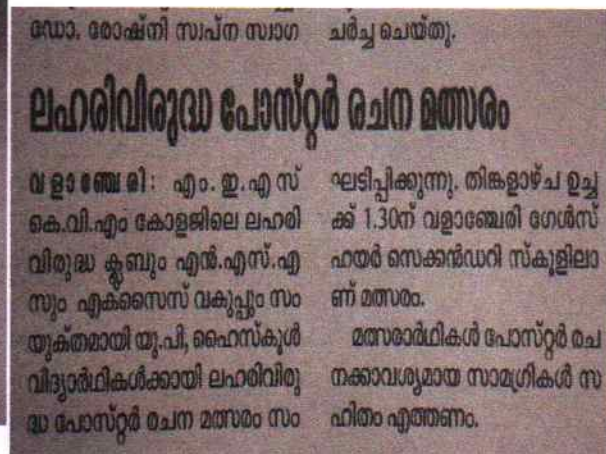 ഡോ. രോഷ്നി സ്വപ്ന സ്വാഗ
ചർച്ച ചെയ്തു.
ലഹരിവിരുദ്ധ പോസ്റ്റർ രചന മത്സരം
വളാഞ്ചേരി: എം.ഇ.എസ്
കെ.വി.എം കോളജിലെ ലഹരി
വിരുദ്ധ ക്ലബും എൻ.എസ്.എ
സും എക്സൈസ് വകുപ്പും സം
യുക്തമായി യു.പി, ഹൈസ്കൂൾ
വിദ്യാർഥികൾക്കായി ലഹരിവിരു
ദ്ധ പോസ്റ്റർ രചന മത്സരം സം
ഘടിപ്പിക്കുന്നു. തിങ്കളാഴ്ച ഉച്ച
ക്ക് 1.30ന് വളാഞ്ചേരി ഗേൾസ്
ഹയർ സെക്കൻഡറി സ്കൂളിലാ
ണ് മത്സരം.
മത്സരാർഥികൾ പോസ്റ്റർ രച
നക്കാവശ്യമായ സാമഗ്രികൾ സ
ഹിതം എത്തണം.